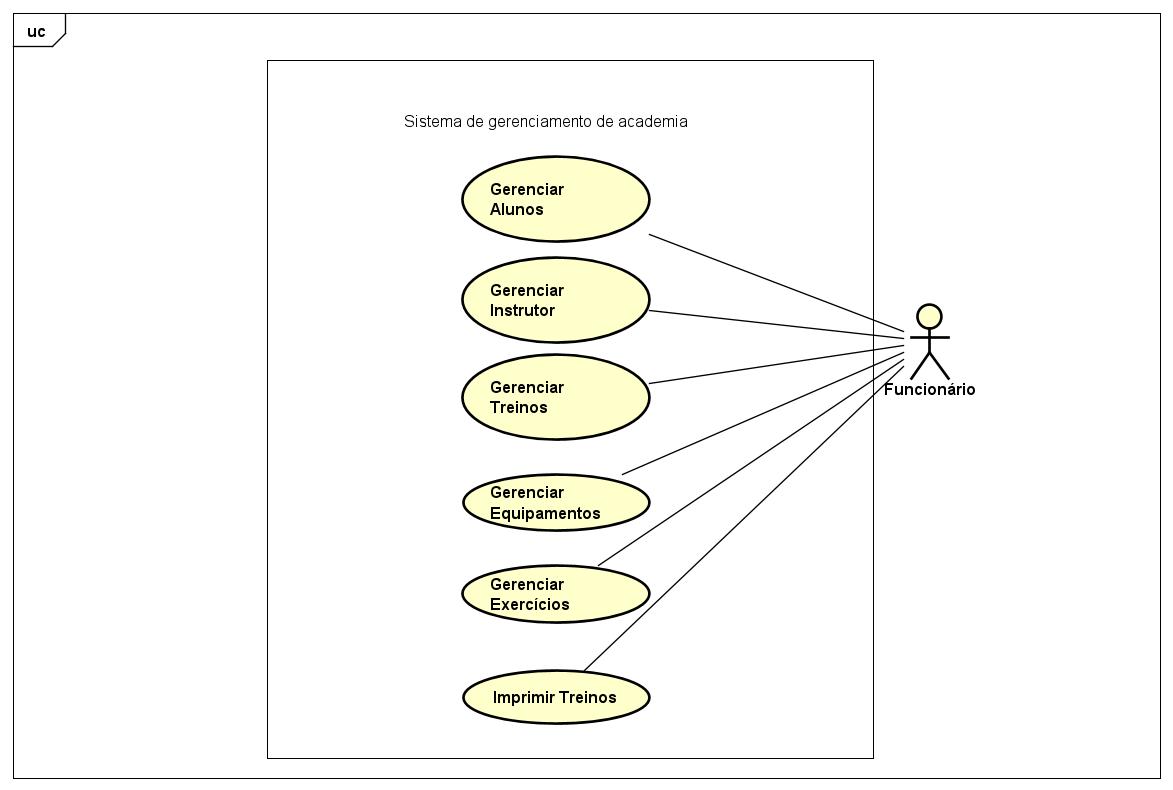 uc
Sistema de gerenciamento de academia
Gerenciar
Alunos
Gerenciar
Instrutor
Gerenciar
Treinos
Funcionário
Gerenciar
Equipamentos
Gerenciar
Exercícios
Imprimir Treinos